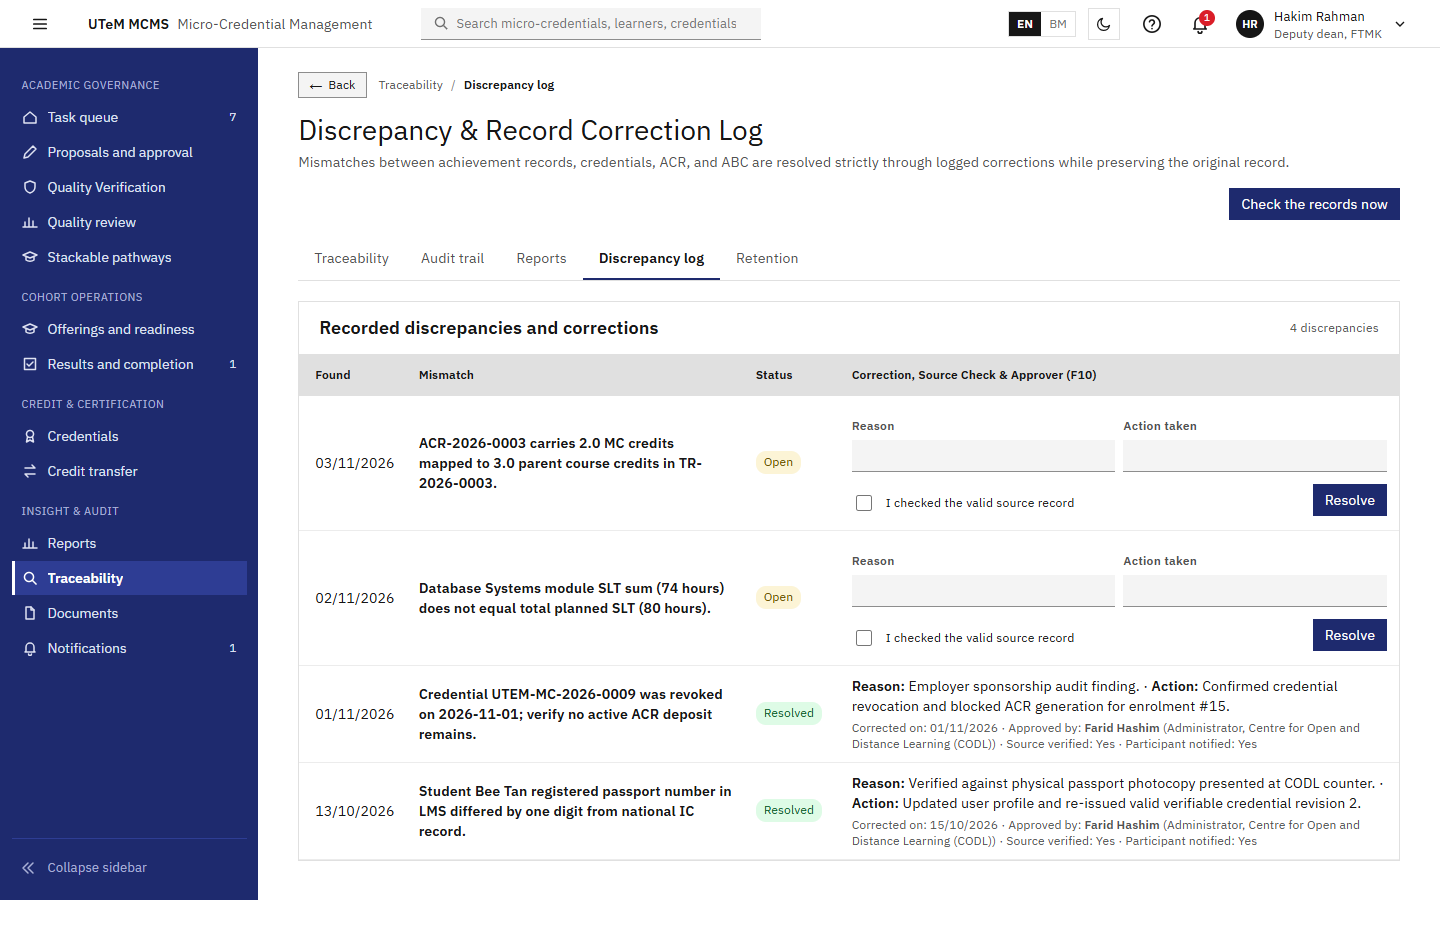 UTeM MCMS Micro-Credential Management
Search micro-credentials, learners, credentials
EN BM
1
HR
Hakim Rahman
Deputy dean, FTMK
ACADEMIC GOVERNANCE
Task queue 7
Proposals and approval
Quality Verification
Quality review
Stackable pathways
COHORT OPERATIONS
Offerings and readiness
Results and completion 1
CREDIT & CERTIFICATION
Credentials
Credit transfer
INSIGHT & AUDIT
Reports
Traceability
Documents
Notifications 1
Collapse sidebar
← Back Traceability / Discrepancy log
Discrepancy & Record Correction Log
Mismatches between achievement records, credentials, ACR, and ABC are resolved strictly through logged corrections while preserving the original record.
Check the records now
Traceability Audit trail Reports Discrepancy log Retention
Recorded discrepancies and corrections 4 discrepancies
Found Mismatch Status Correction, Source Check & Approver (F10)
03/11/2026
ACR-2026-0003 carries 2.0 MC credits
mapped to 3.0 parent course credits in TR-
2026-0003.
Open
Reason Action taken
I checked the valid source record Resolve
02/11/2026
Database Systems module SLT sum (74 hours)
does not equal total planned SLT (80 hours).
Open
Reason Action taken
I checked the valid source record Resolve
01/11/2026
Credential UTEM-MC-2026-0009 was revoked
on 2026-11-01; verify no active ACR deposit
remains.
Resolved
Reason: Employer sponsorship audit finding. · Action: Confirmed credential
revocation and blocked ACR generation for enrolment #15.
Corrected on: 01/11/2026 · Approved by: Farid Hashim (Administrator, Centre for Open and
Distance Learning (CODL)) · Source verified: Yes · Participant notified: Yes
13/10/2026
Student Bee Tan registered passport number in
LMS differed by one digit from national IC
record.
Resolved
Reason: Verified against physical passport photocopy presented at CODL counter. ·
Action: Updated user profile and re-issued valid verifiable credential revision 2.
Corrected on: 15/10/2026 · Approved by: Farid Hashim (Administrator, Centre for Open and
Distance Learning (CODL)) · Source verified: Yes · Participant notified: Yes